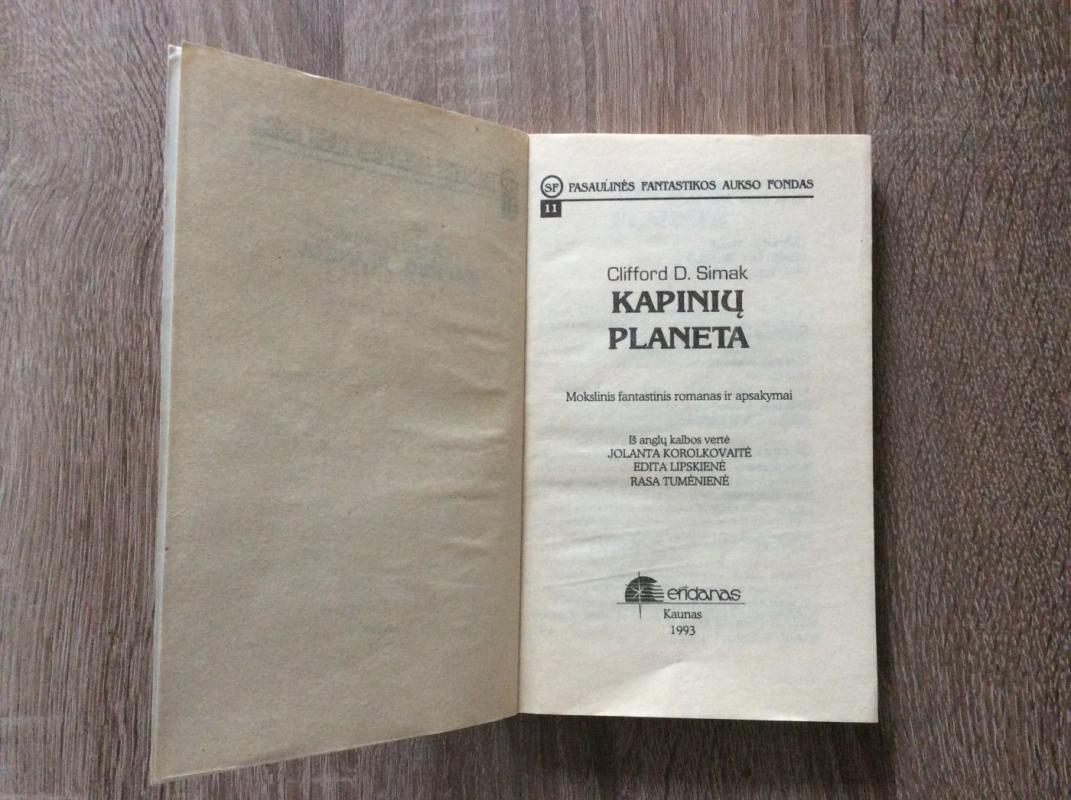 SF PASAULINĖS FANTASTIKOS AUKSO FONDAS
11
Clifford D. Simak
KAPINIŲ
PLANETA
Mokslinis fantastinis romanas ir apsakymai
Iš anglų kalbos vertė
JOLANTA KOROLKOVAITĖ
EDITA LIPSKIENĖ
RASA TUMĖNIENĖ
eridanas
Kaunas
1993